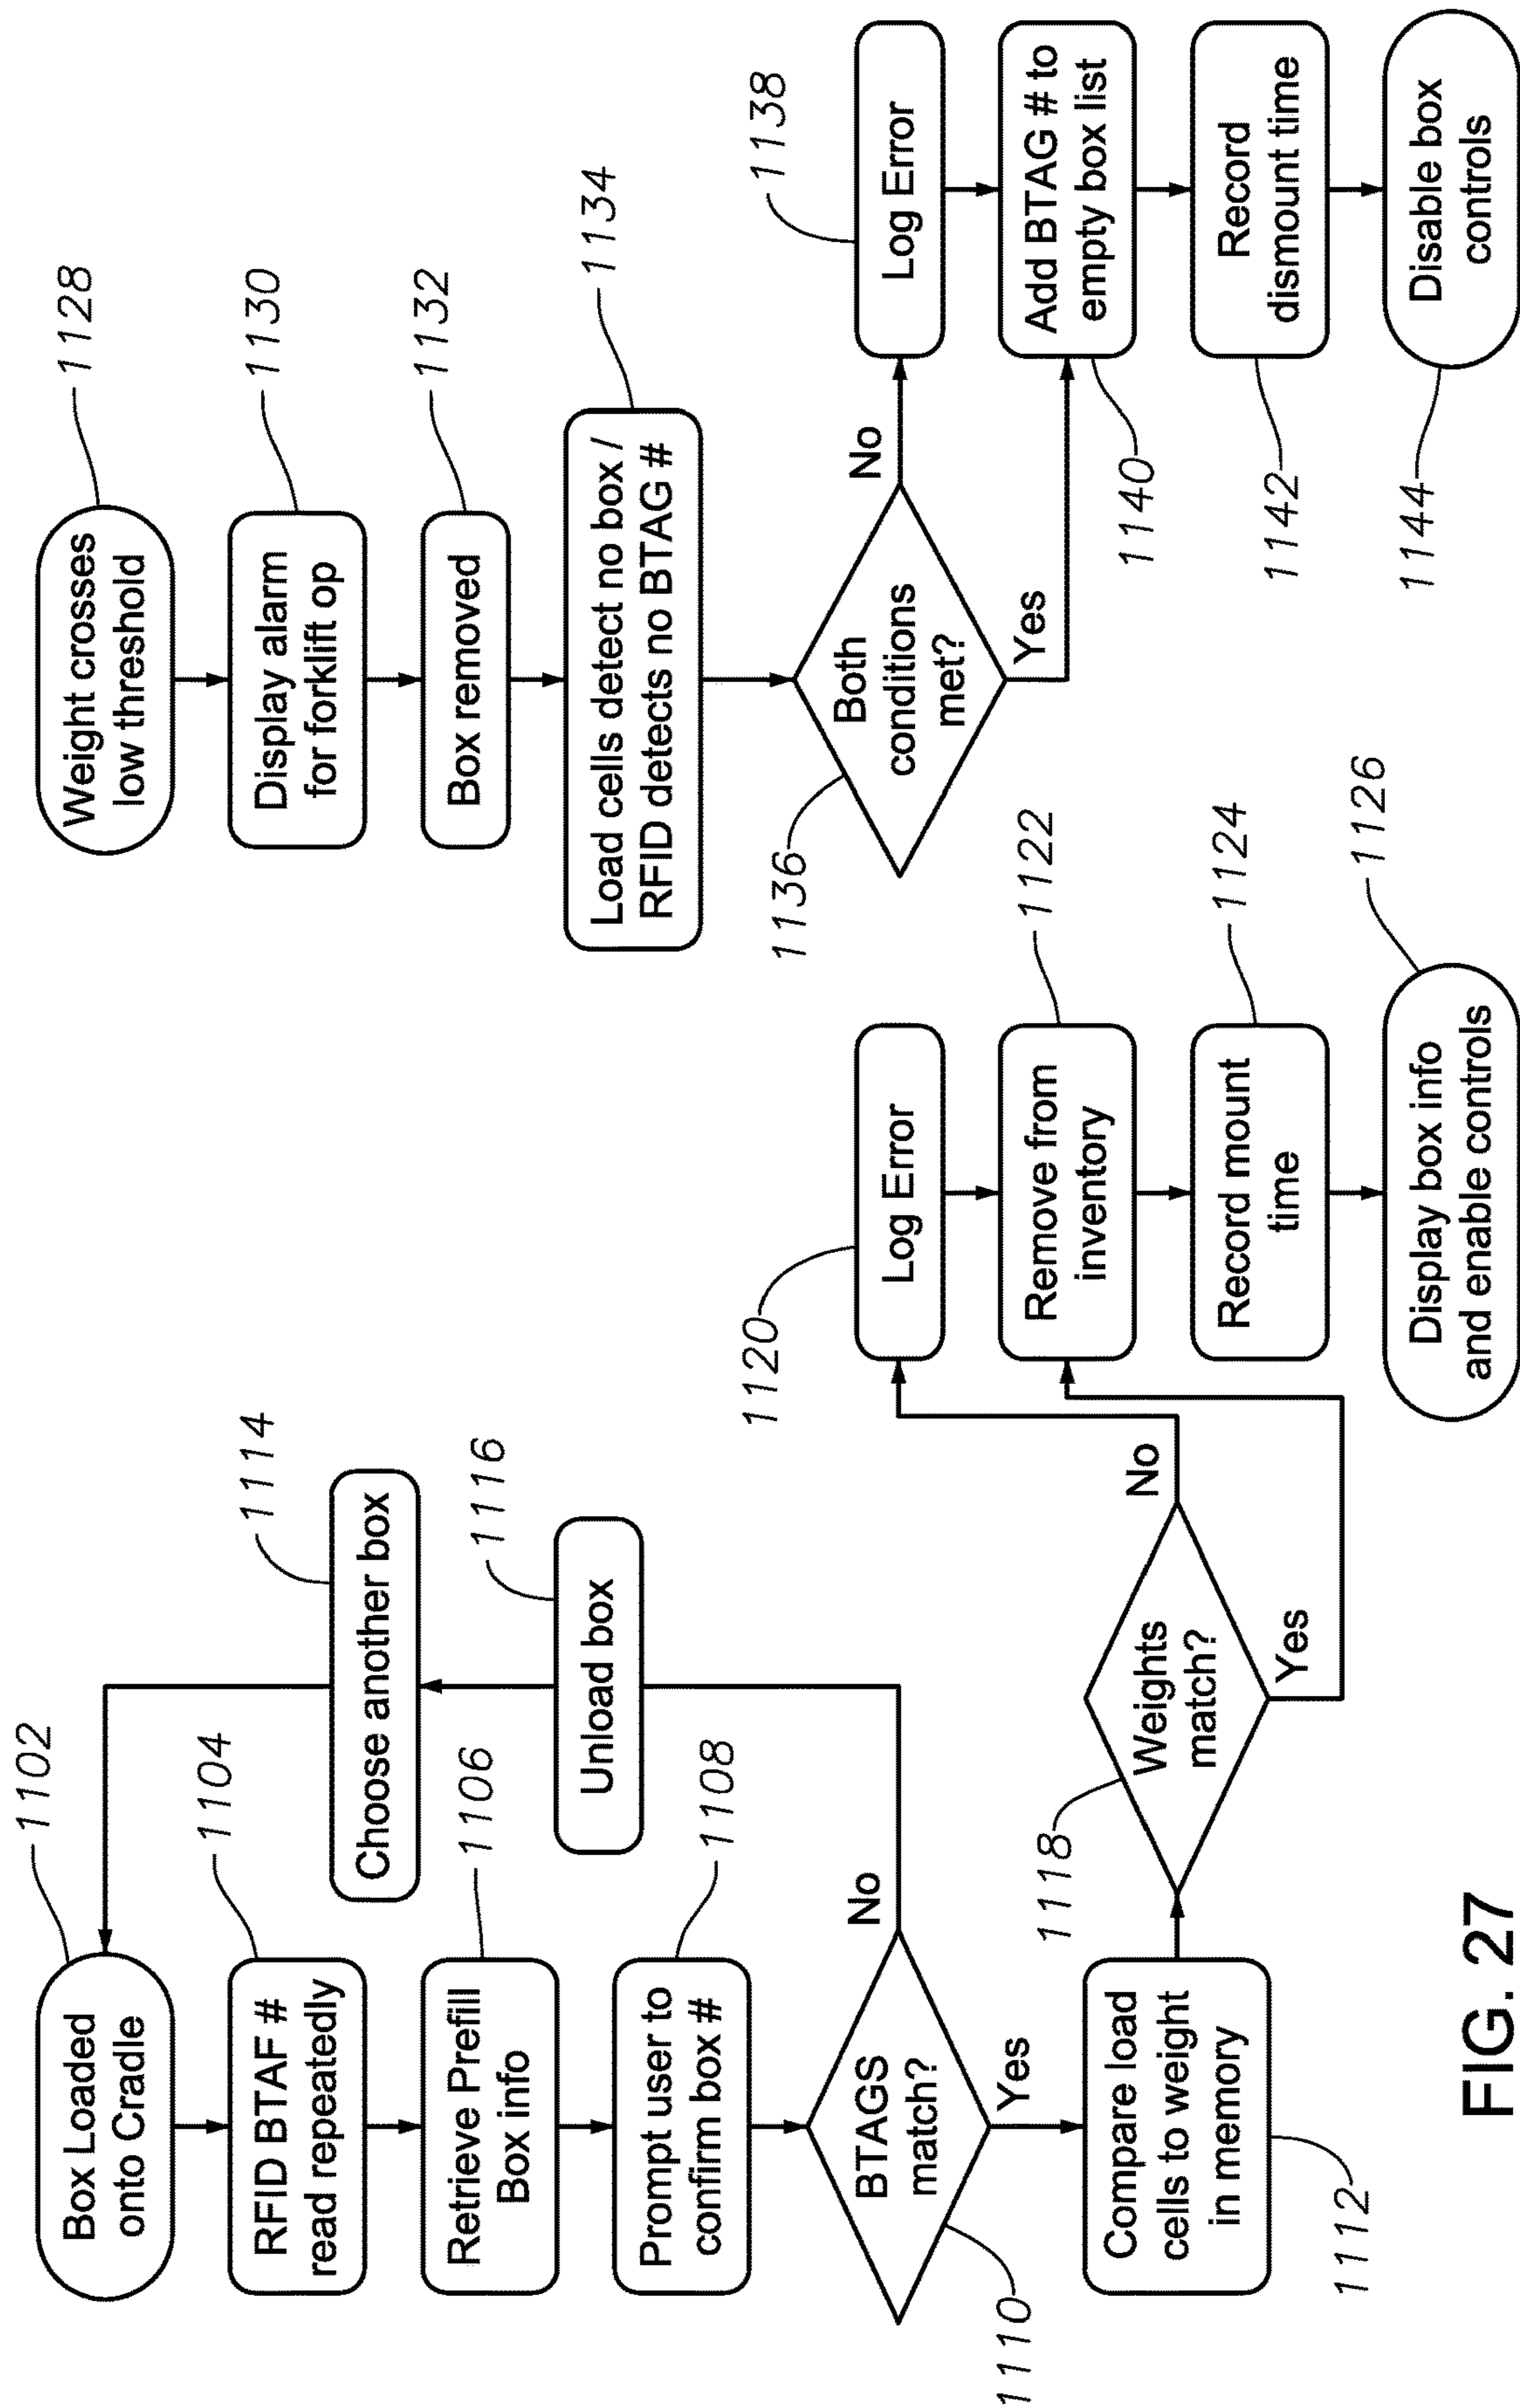 1102
Box Loaded
onto Cradle
1104
RFID BTAF #
read repeatedly
1106
Retrieve Prefill
Box info
1108
Prompt user to
confirm box #
1110
BTAGS
match?
No
Yes
1116
Unload box
1114
Choose another box
1112
Compare load
cells to weight
in memory
1118
Weights
match?
No
Yes
1120
Log Error
1122
Remove from
inventory
1124
Record mount
time
1126
Display box info
and enable controls
1128
Weight crosses
low threshold
1130
Display alarm
for forklift op
1132
Box removed
1134
Load cells detect no box /
RFID detects no BTAG #
1136
Both
conditions
met?
No
Yes
1138
Log Error
1140
Add BTAG # to
empty box list
1142
Record
dismount time
1144
Disable box
controls
FIG. 27